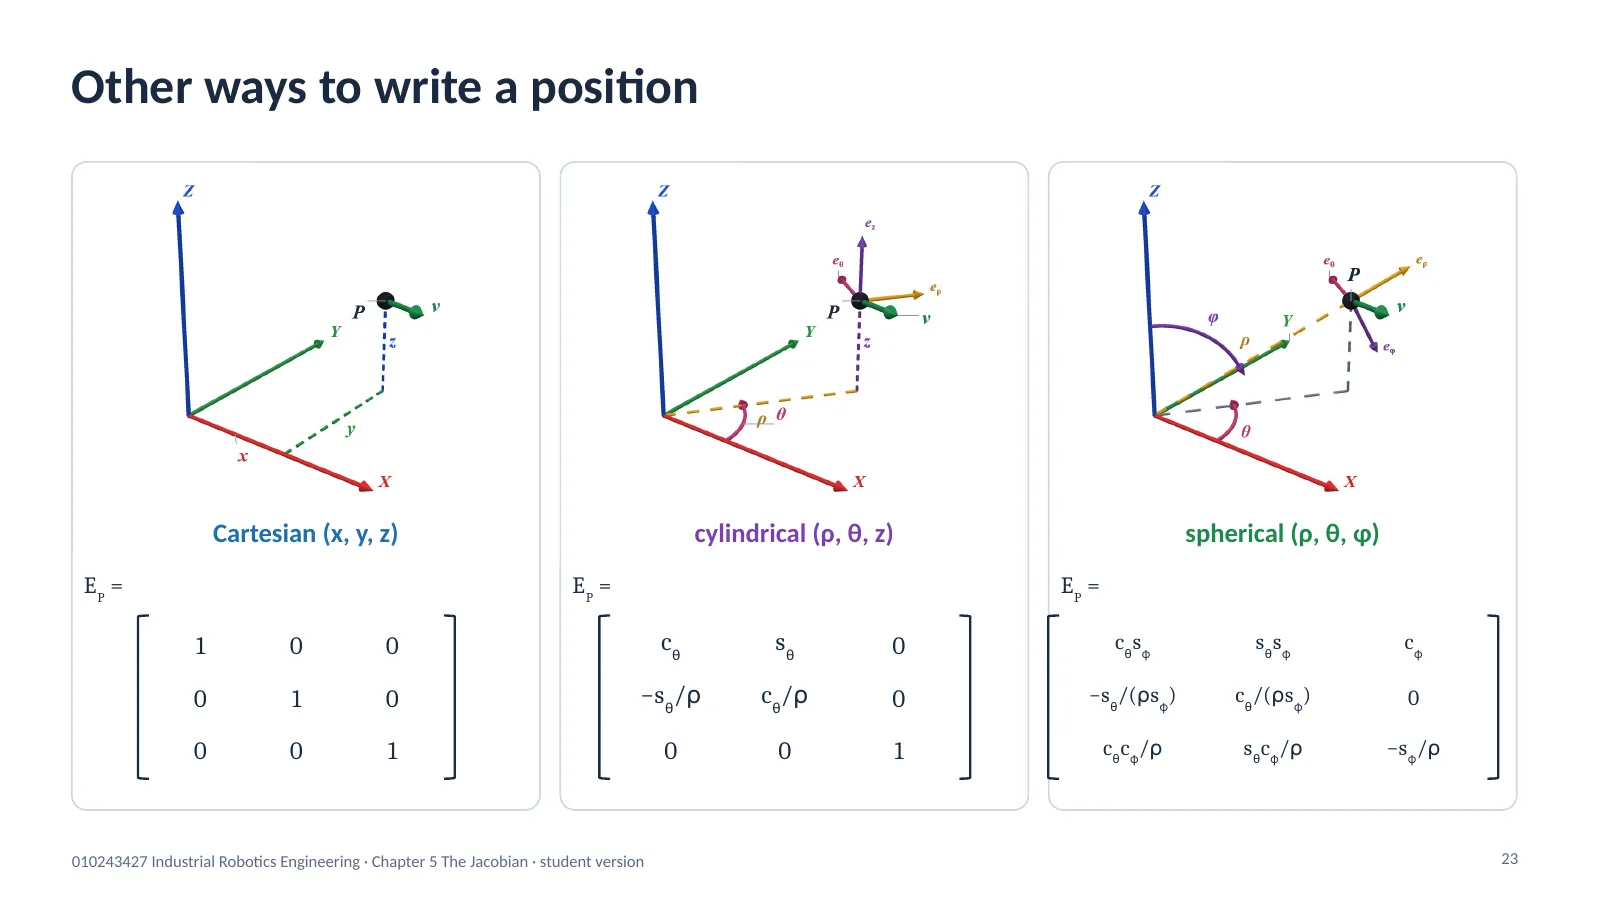 Other ways to write a position
Z
Y
X
P
v
z
y
x
Cartesian (x, y, z)
E_P =
1 0 0
0 1 0
0 0 1
Z
e_z
e_θ
e_ρ
P
v
Y
z
ρ θ
X
cylindrical (ρ, θ, z)
E_P =
c_θ s_θ 0
−s_θ/ρ c_θ/ρ 0
0 0 1
Z
e_θ
P
e_ρ
v
φ
Y
ρ
e_φ
θ
X
spherical (ρ, θ, φ)
E_P =
c_θs_ϕ s_θs_ϕ c_ϕ
−s_θ/(ρs_ϕ) c_θ/(ρs_ϕ) 0
c_θc_ϕ/ρ s_θc_ϕ/ρ −s_ϕ/ρ
010243427 Industrial Robotics Engineering · Chapter 5 The Jacobian · student version
23